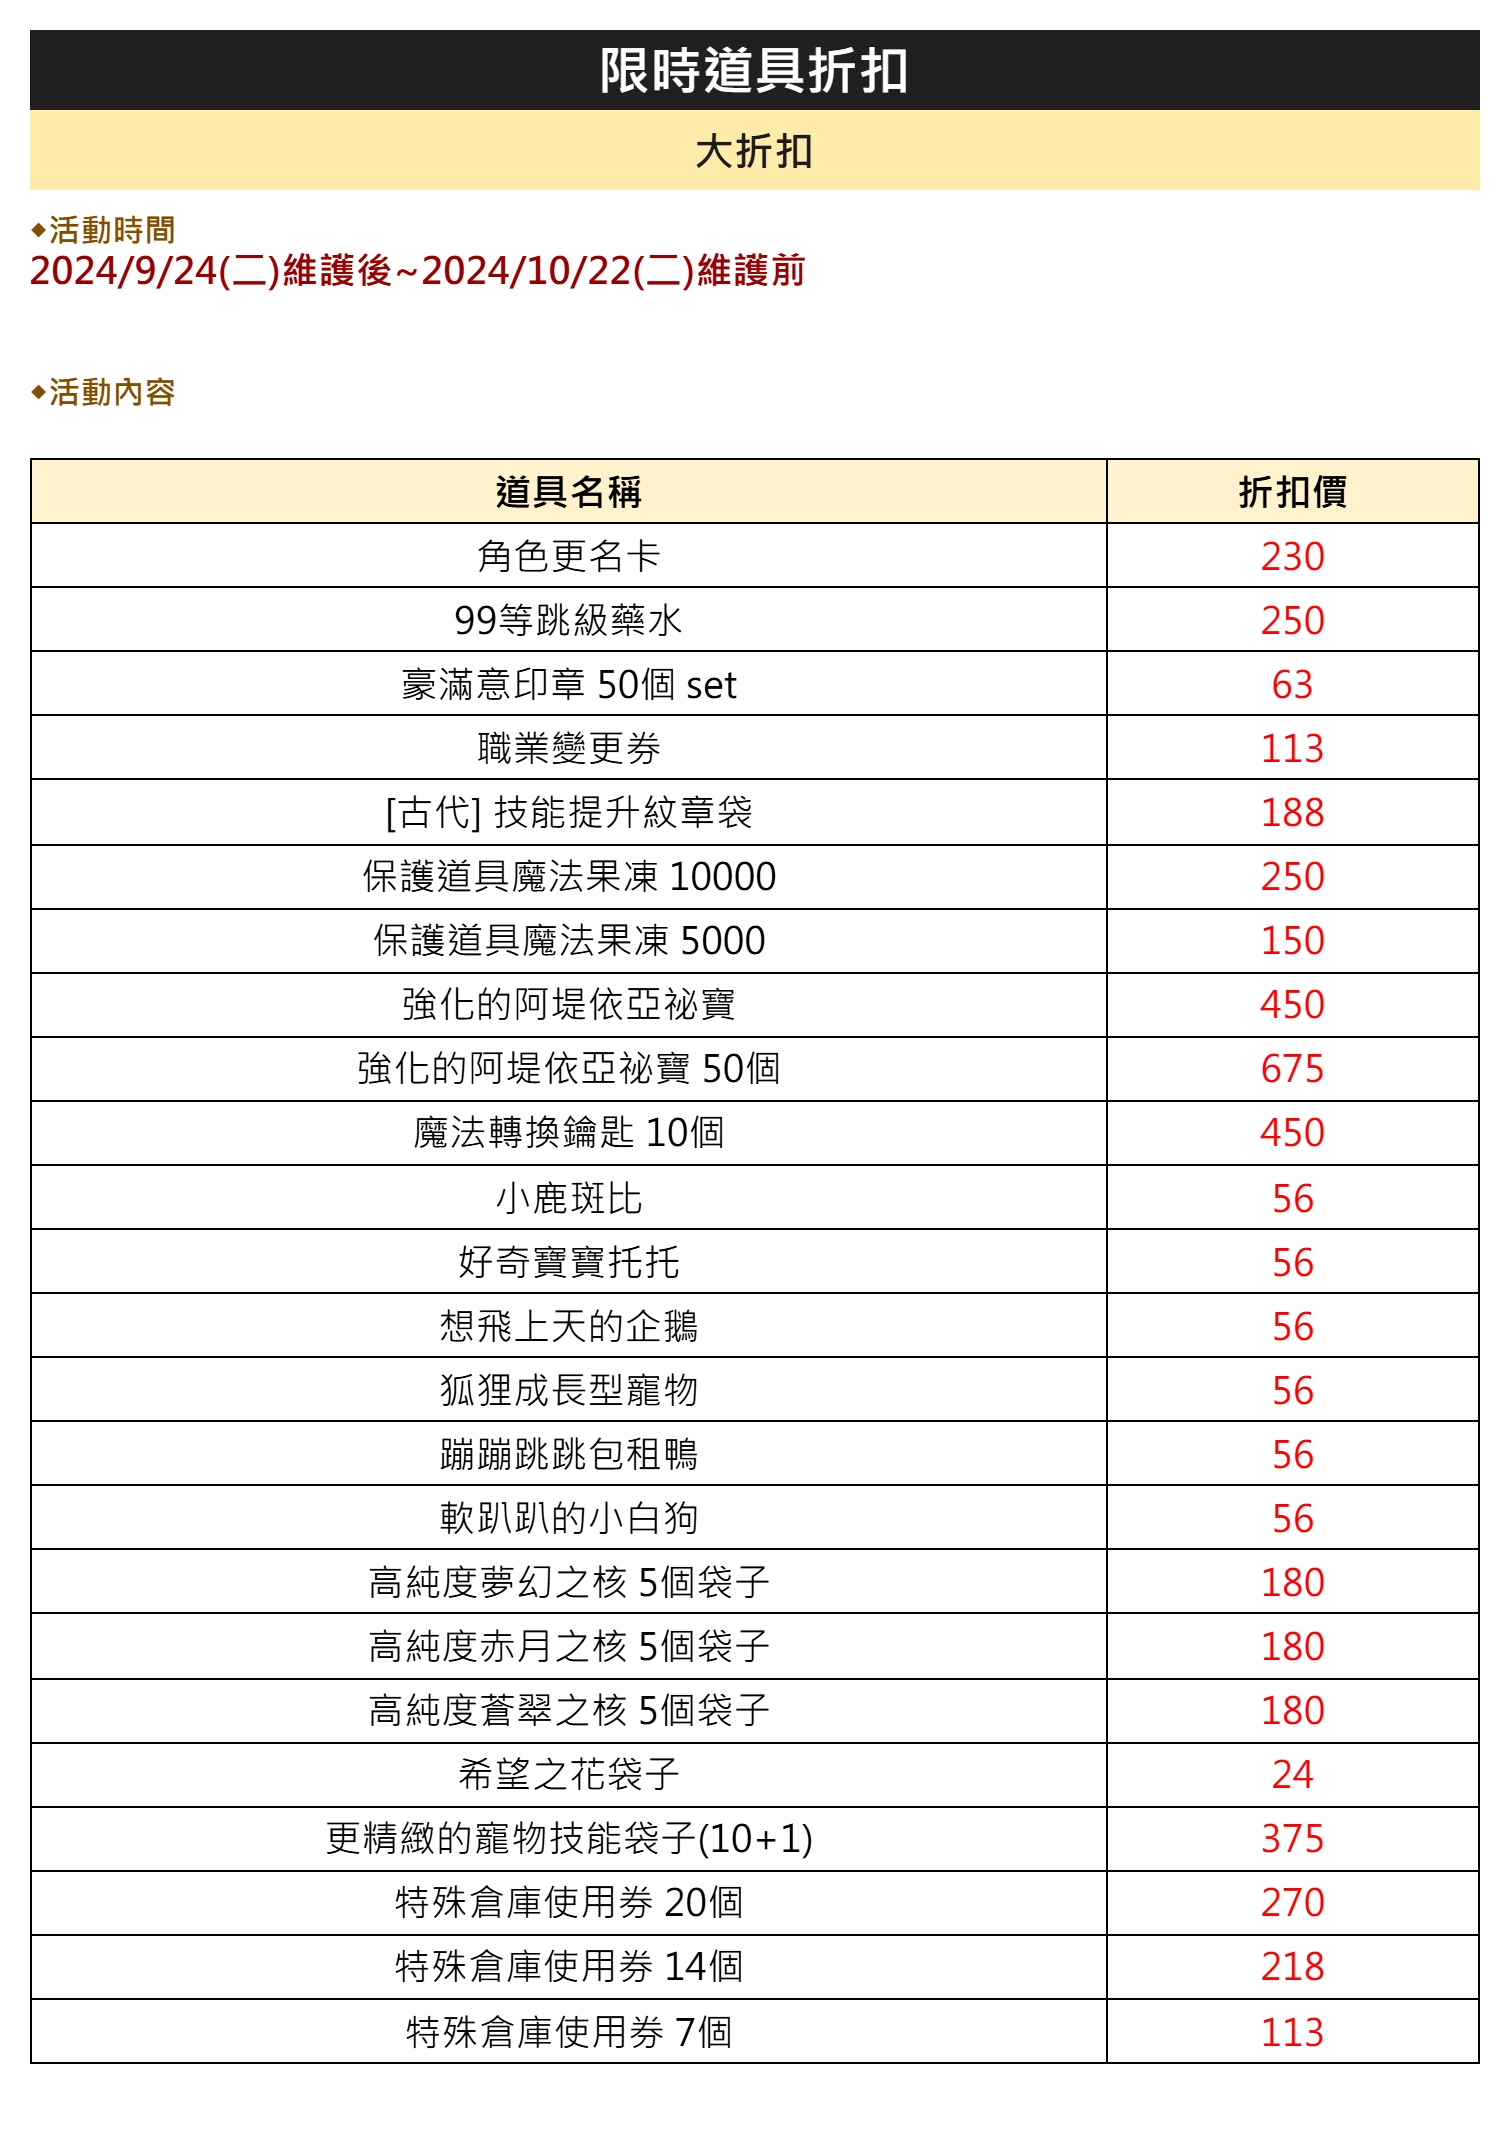 限時道具折扣
大折扣
◆活動時間
2024/9/24(二)維護後~2024/10/22(二)維護前
◆活動內容
道具名稱 折扣價
角色更名卡 230
99等跳級藥水 250
豪滿意印章 50個 set 63
職業變更券 113
[古代] 技能提升紋章袋 188
保護道具魔法果凍 10000 250
保護道具魔法果凍 5000 150
強化的阿堤依亞祕寶 450
強化的阿堤依亞祕寶 50個 675
魔法轉換鑰匙 10個 450
小鹿斑比 56
好奇寶寶托托 56
想飛上天的企鵝 56
狐狸成長型寵物 56
蹦蹦跳跳包租鴨 56
軟趴趴的小白狗 56
高純度夢幻之核 5個袋子 180
高純度赤月之核 5個袋子 180
高純度蒼翠之核 5個袋子 180
希望之花袋子 24
更精緻的寵物技能袋子(10+1) 375
特殊倉庫使用券 20個 270
特殊倉庫使用券 14個 218
特殊倉庫使用券 7個 113